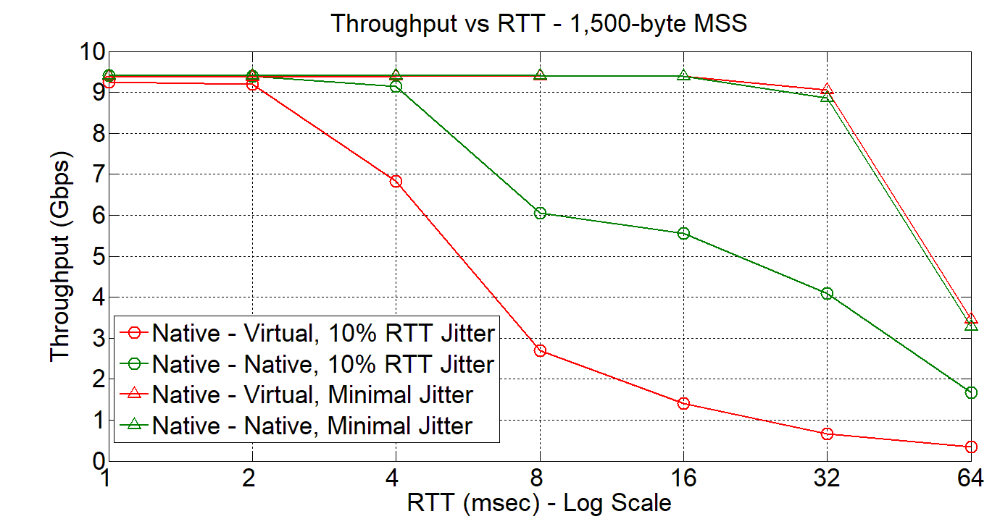 Throughput vs RTT - 1,500-byte MSS
10
9
8
7
6
5
4
3
2
1
0
Throughput (Gbps)
Native - Virtual, 10% RTT Jitter
Native - Native, 10% RTT Jitter
Native - Virtual, Minimal Jitter
Native - Native, Minimal Jitter
1 2 4 8 16 32 64
RTT (msec) - Log Scale